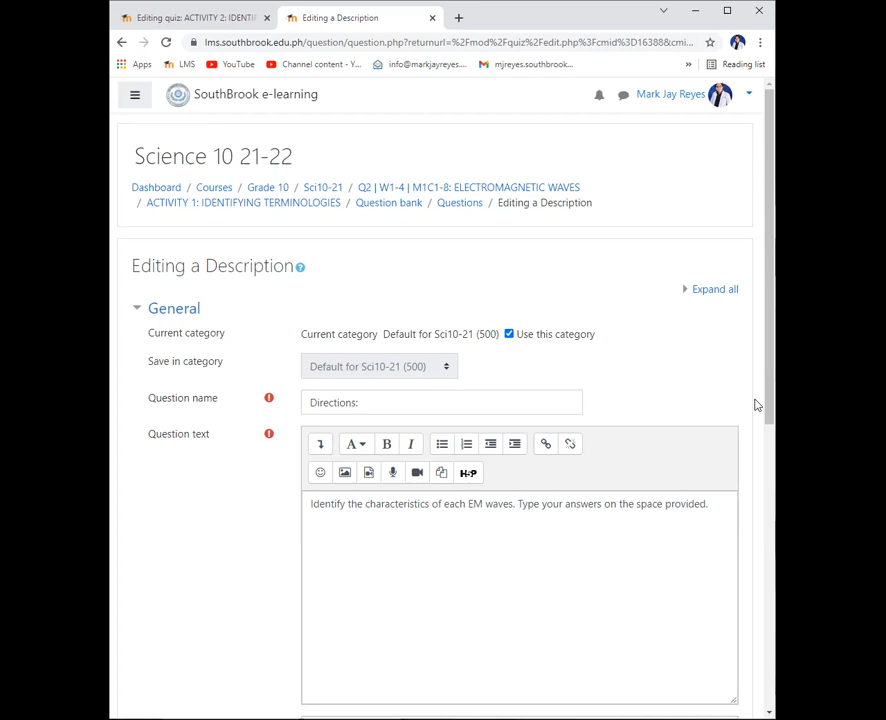 Editing quiz: ACTIVITY 2: IDENTI
Editing a Description
lms.southbrook.edu.ph/question/question.php?returnurl=%2Fmod%2Fquiz%2Fedit.php%3Fcmid%3D16388&cmi...
Apps LMS YouTube Channel content - Y... info@markjayreyes.... mjreyes.southbrook... » Reading list
SouthBrook e-learning Mark Jay Reyes
Science 10 21-22
Dashboard / Courses / Grade 10 / Sci10-21 / Q2 | W1-4 | M1C1-8: ELECTROMAGNETIC WAVES
/ ACTIVITY 1: IDENTIFYING TERMINOLOGIES / Question bank / Questions / Editing a Description
Editing a Description
Expand all
General
Current category Current category Default for Sci10-21 (500) Use this category
Save in category Default for Sci10-21 (500)
Question name Directions:
Question text
A B I
H5P
Identify the characteristics of each EM waves. Type your answers on the space provided.